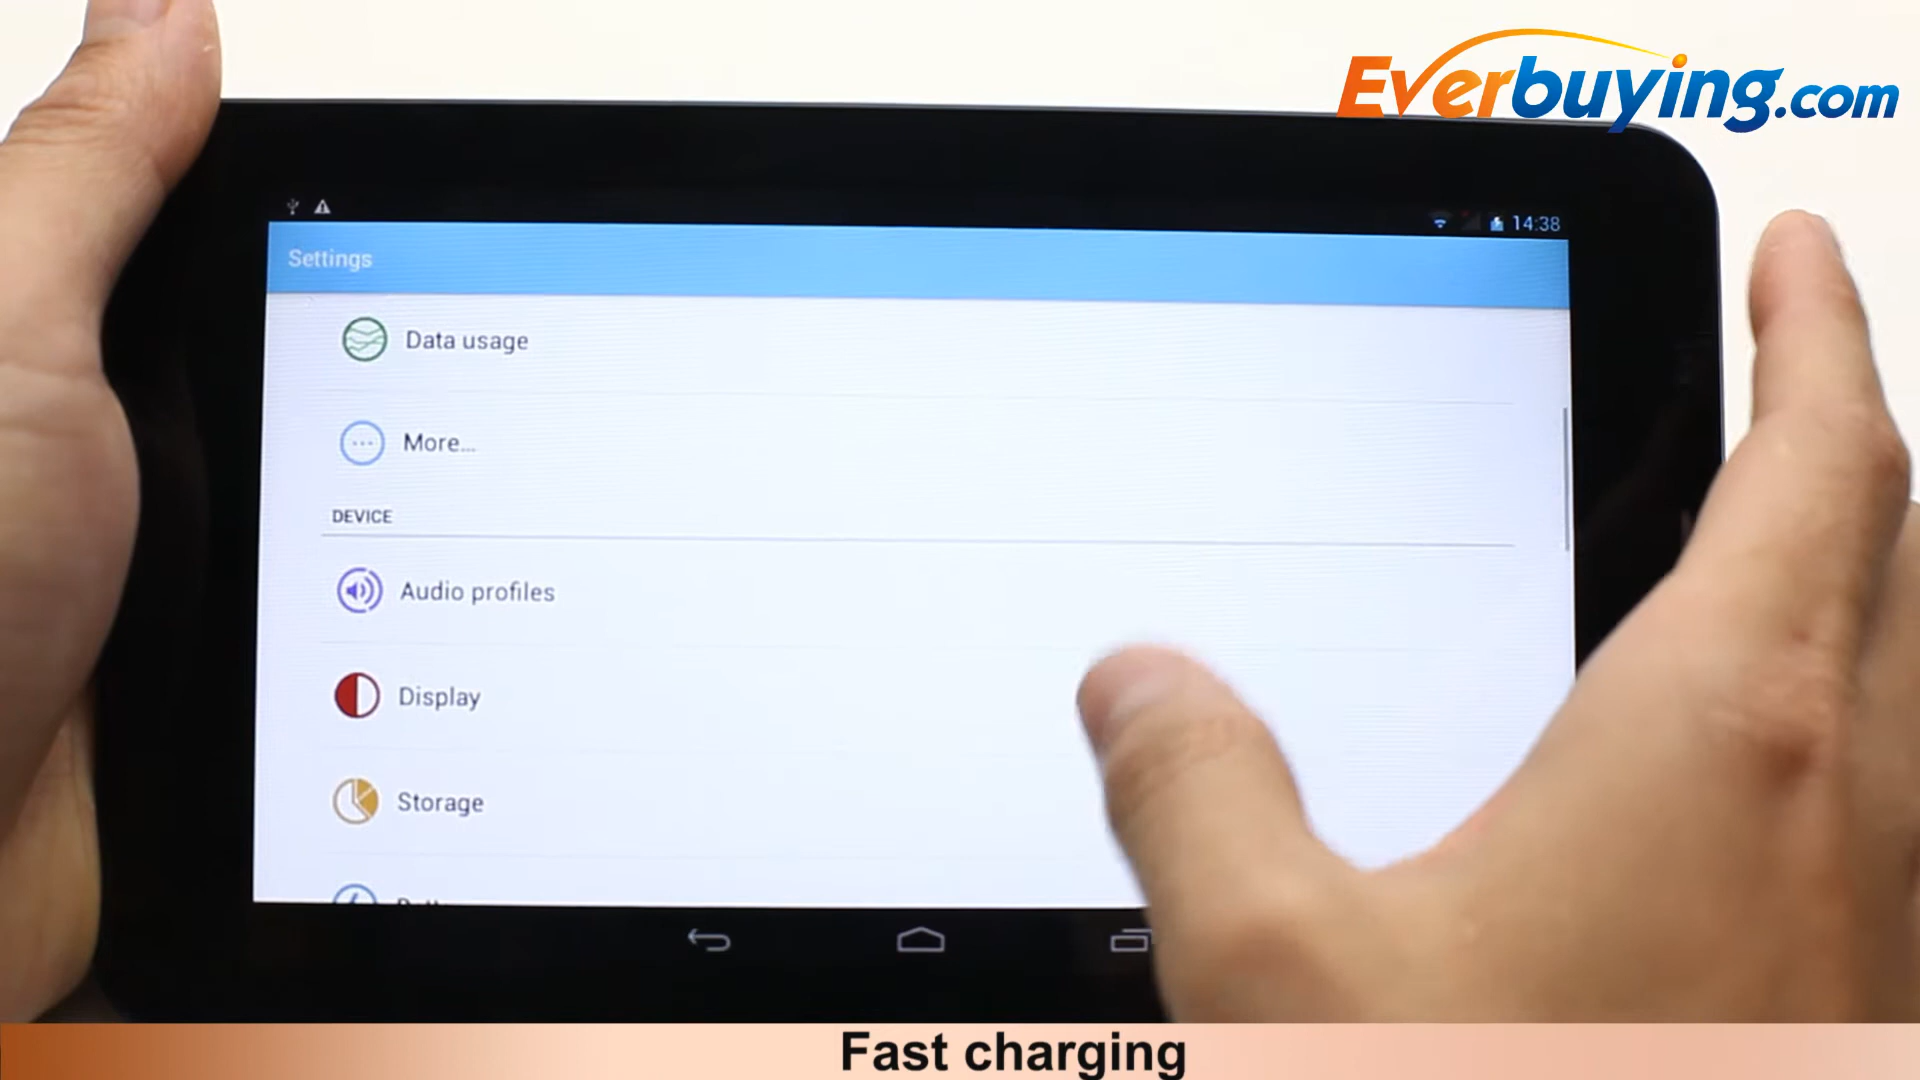 Everbuying.com
14:38
Settings
Data usage
More...
DEVICE
Audio profiles
Display
Storage
Fast charging